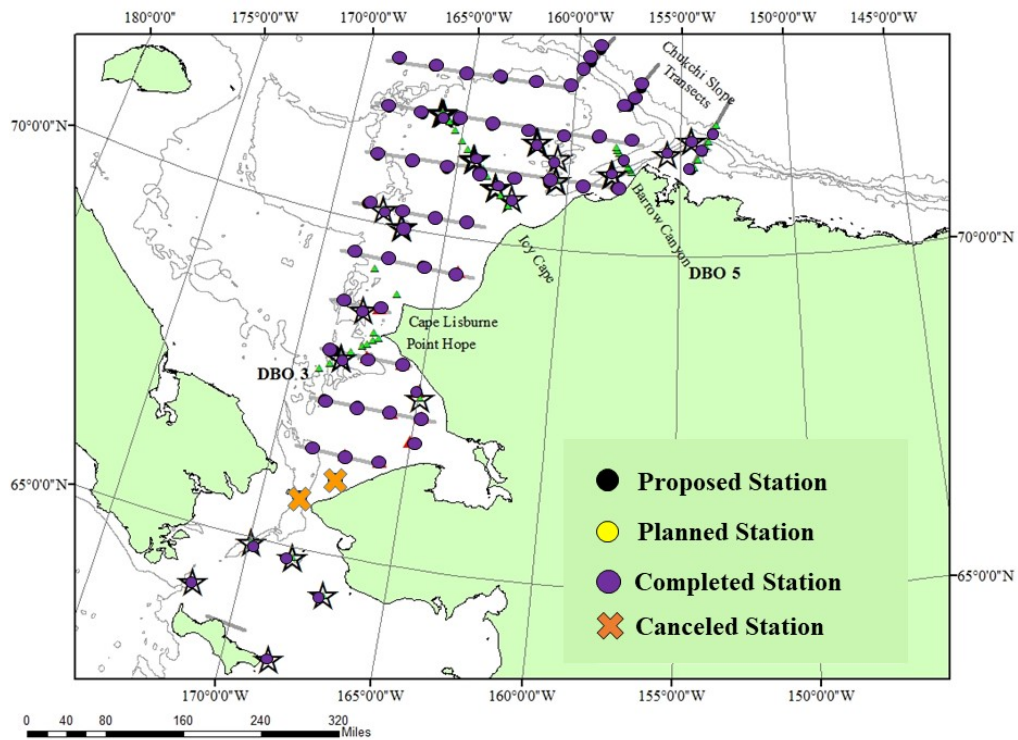 180°0'0"W 175°0'0"W 170°0'0"W 165°0'0"W 160°0'0"W 155°0'0"W 150°0'0"W 145°0'0"W
Chukchi Slope
Transects
70°0'0"N
70°0'0"N
Barrow Canyon
Icy Cape
DBO 5
Cape Lisburne
Point Hope
DBO 3
65°0'0"N
65°0'0"N
Proposed Station
Planned Station
Completed Station
Canceled Station
170°0'0"W 165°0'0"W 160°0'0"W 155°0'0"W 150°0'0"W
0 40 80 160 240 320
Miles